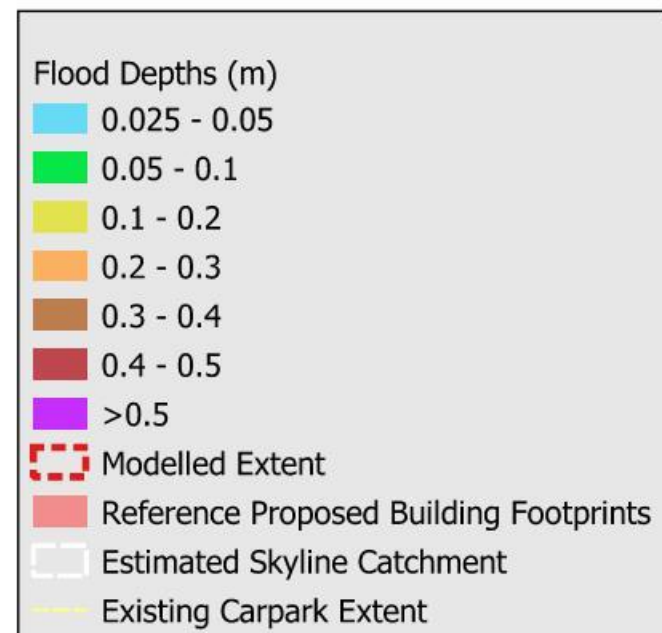 Flood Depths (m)
0.025 - 0.05
0.05 - 0.1
0.1 - 0.2
0.2 - 0.3
0.3 - 0.4
0.4 - 0.5
>0.5
Modelled Extent
Reference Proposed Building Footprints
Estimated Skyline Catchment
Existing Carpark Extent